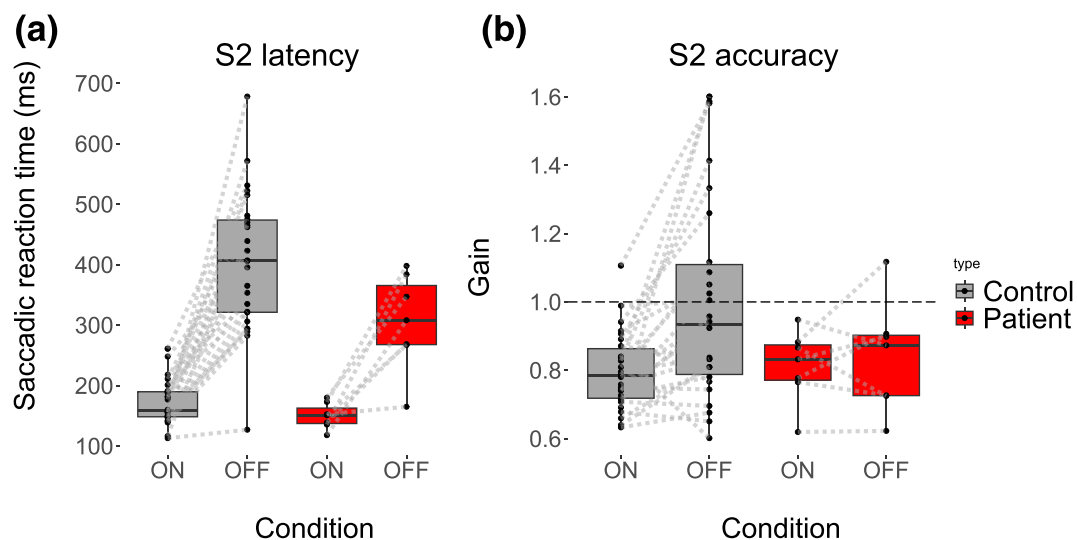 (a)
S2 latency
Saccadic reaction time (ms)
700
600
500
400
300
200
100
ON OFF ON OFF
Condition
(b)
S2 accuracy
Gain
1.6
1.4
1.2
1.0
0.8
0.6
ON OFF ON OFF
Condition
type
Control
Patient